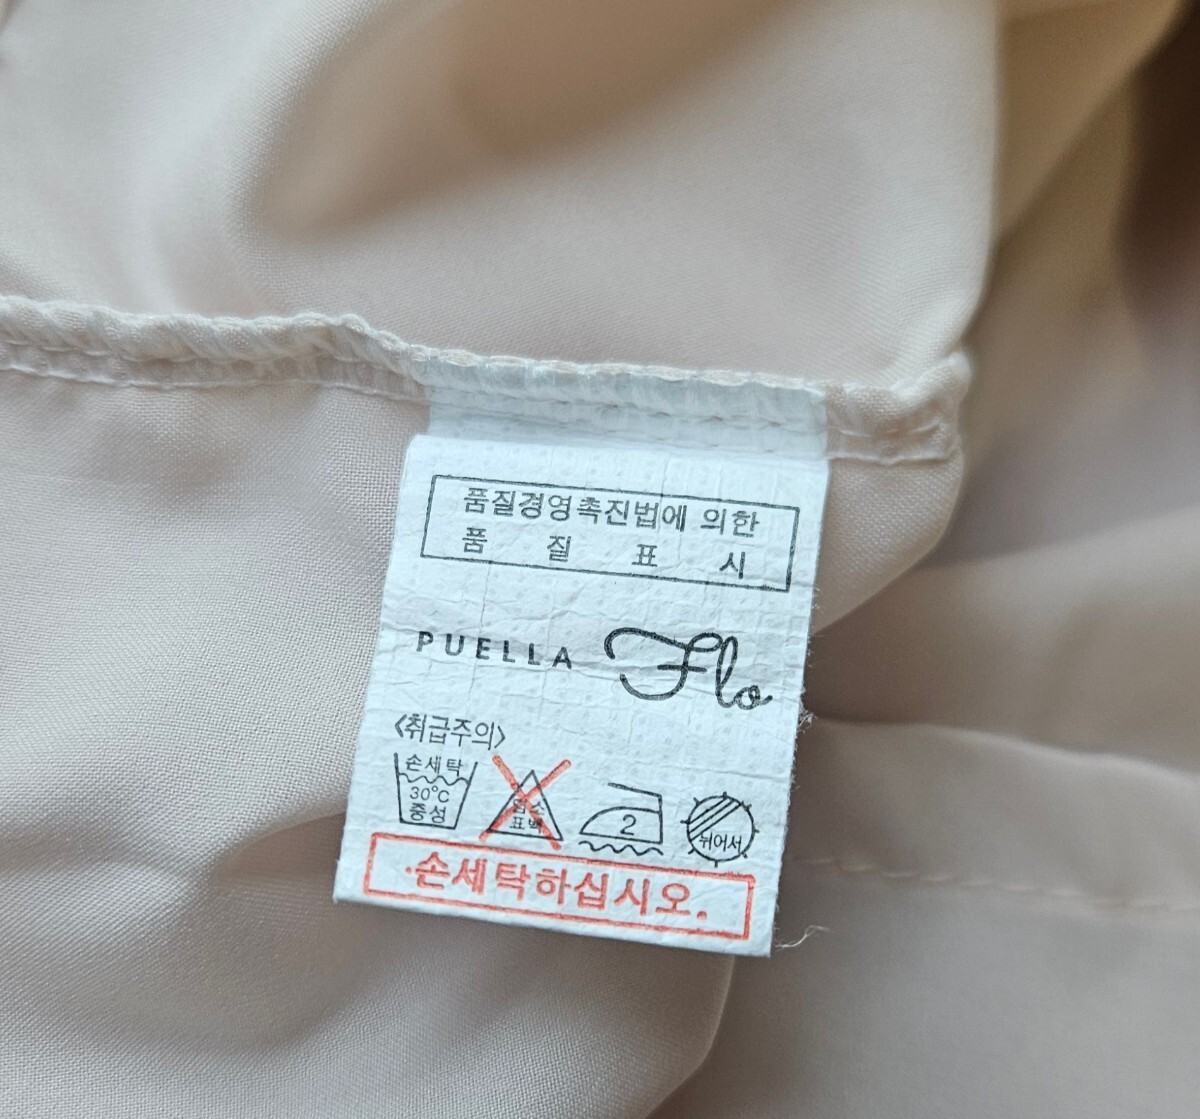 품질경영촉진법에 의한
품 질 표 시
PUELLA Flo
〈취급주의〉
손세탁
30°C
중성
염소
표백
2
뉘어서
·손세탁하십시오.